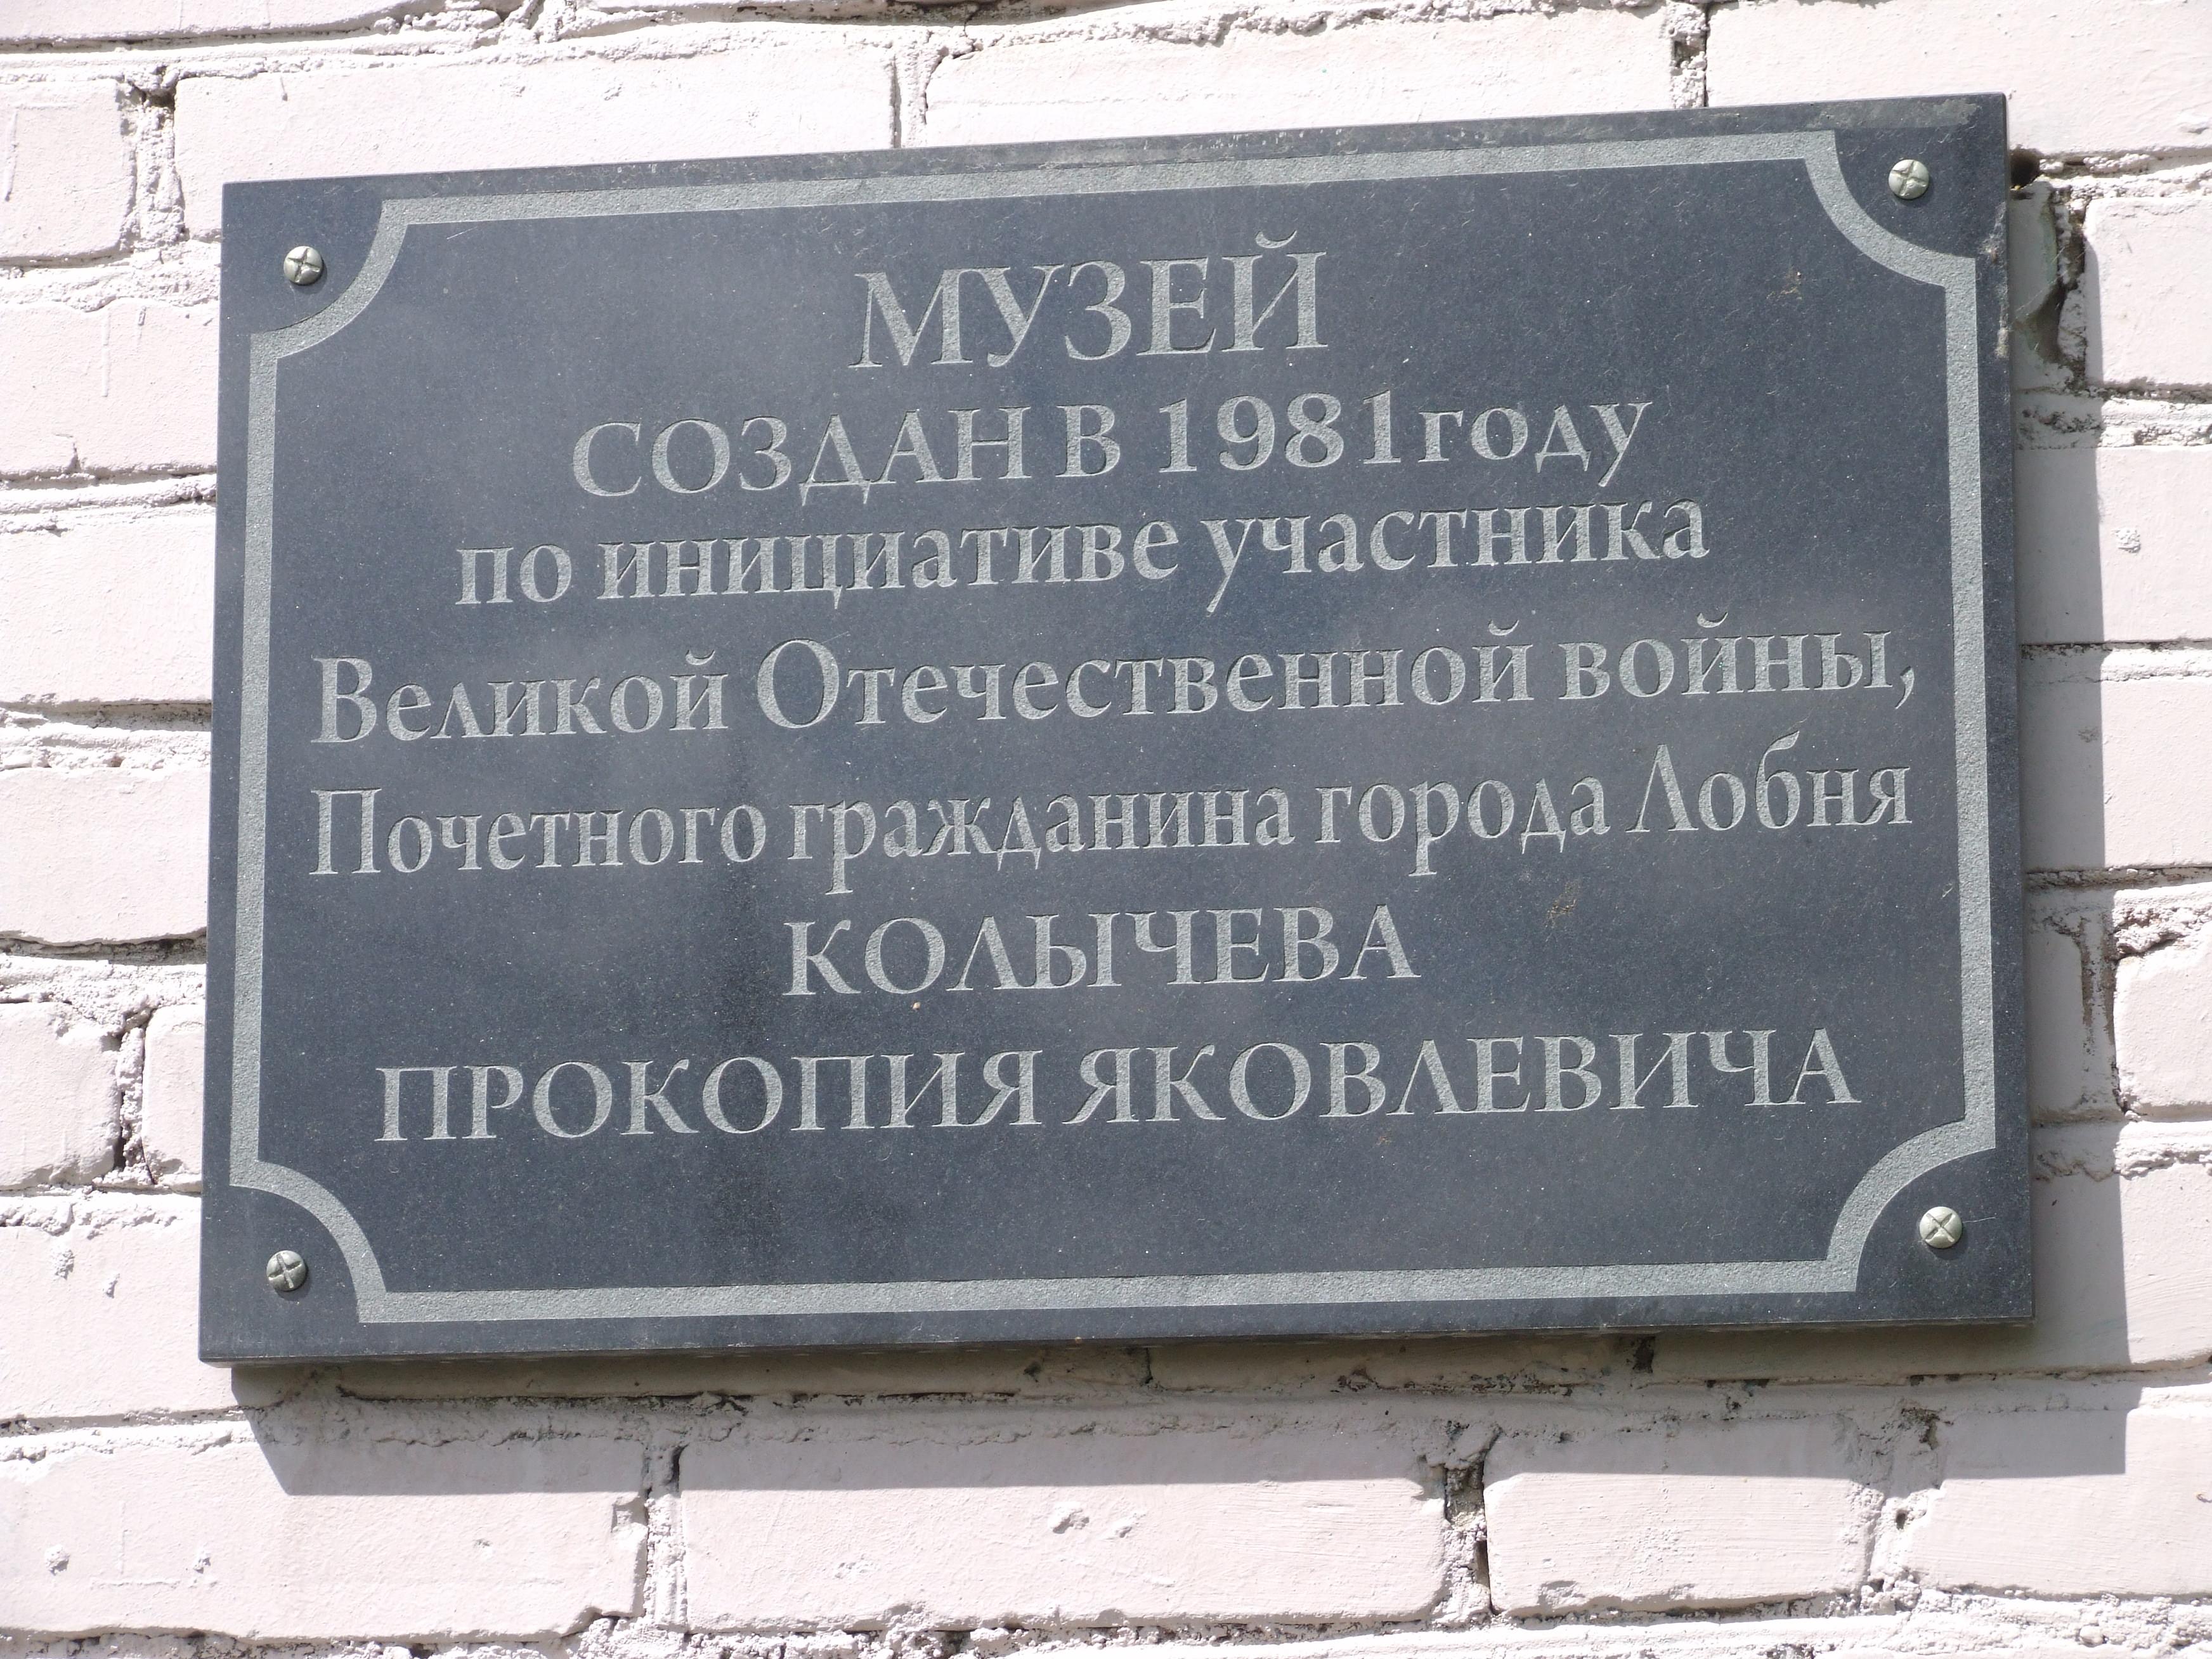 МУЗЕЙ
СОЗДАН В 1981году
по инициативе участника
Великой Отечественной войны,
Почетного гражданина города Лобня
КОЛЫЧЕВА
ПРОКОПИЯ ЯКОВЛЕВИЧА